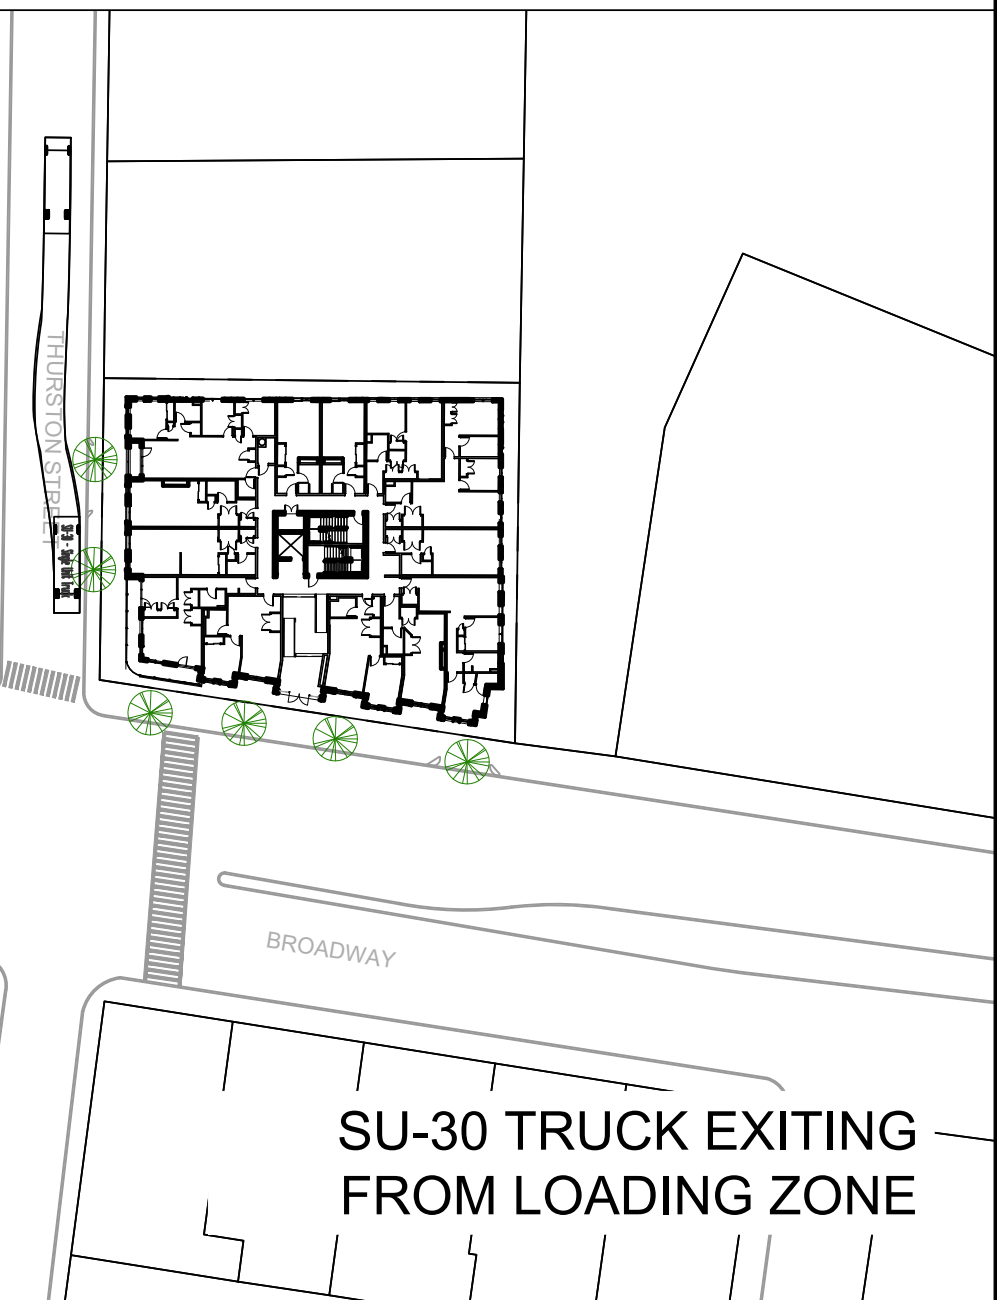 THURSTON STREET
BROADWAY
SU-30 TRUCK EXITING
FROM LOADING ZONE